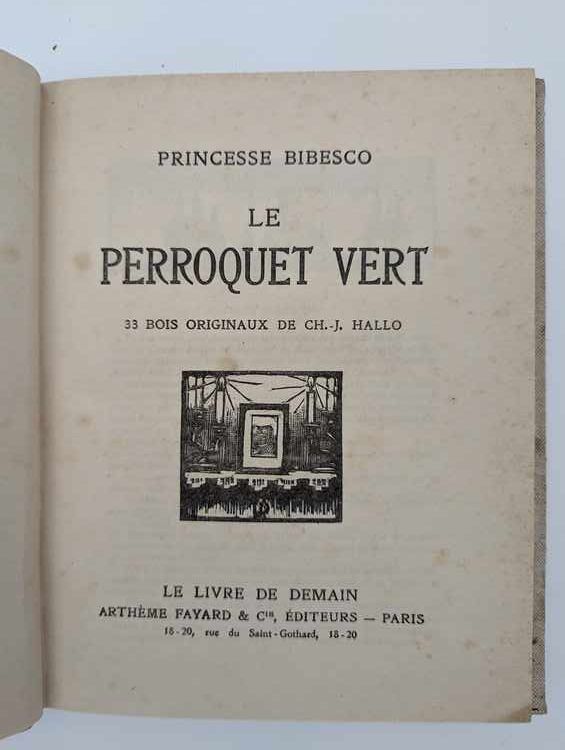 PRINCESSE BIBESCO
LE
PERROQUET VERT
33 BOIS ORIGINAUX DE CH.-J. HALLO
LE LIVRE DE DEMAIN
ARTHÈME FAYARD & Cie, ÉDITEURS — PARIS
18-20, rue du Saint-Gothard, 18-20